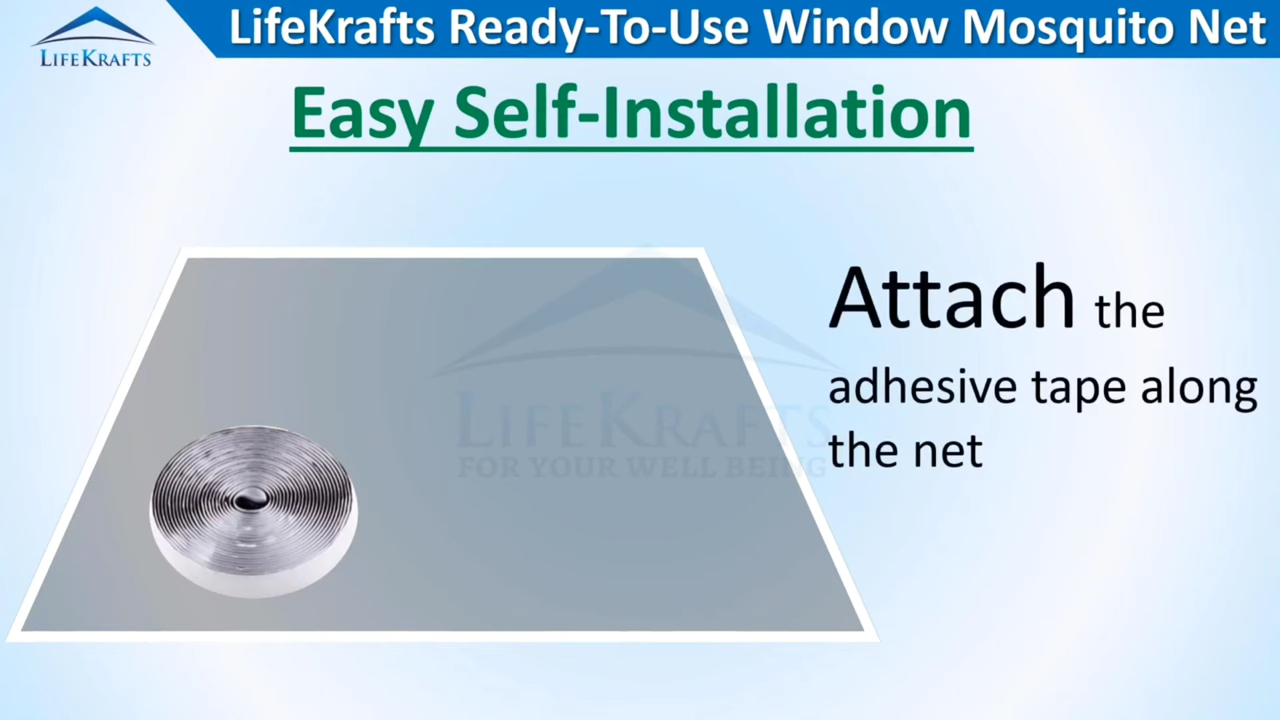 LIFEKRAFTS
LifeKrafts Ready-To-Use Window Mosquito Net
Easy Self-Installation
Attach the
adhesive tape along
the net
LIFEKRAFTS
FOR YOUR WELL BEING